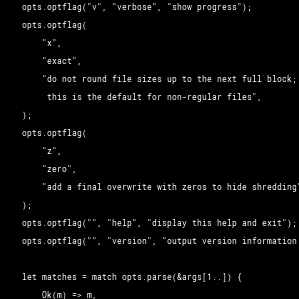 opts.optflag("v", "verbose", "show progress");
opts.optflag(
"x",
"exact",
"do not round file sizes up to the next full block;
this is the default for non-regular files",
);
opts.optflag(
"z",
"zero",
"add a final overwrite with zeros to hide shredding"
);
opts.optflag("", "help", "display this help and exit");
opts.optflag("", "version", "output version information
let matches = match opts.parse(&args[1..]) {
Ok(m) => m,